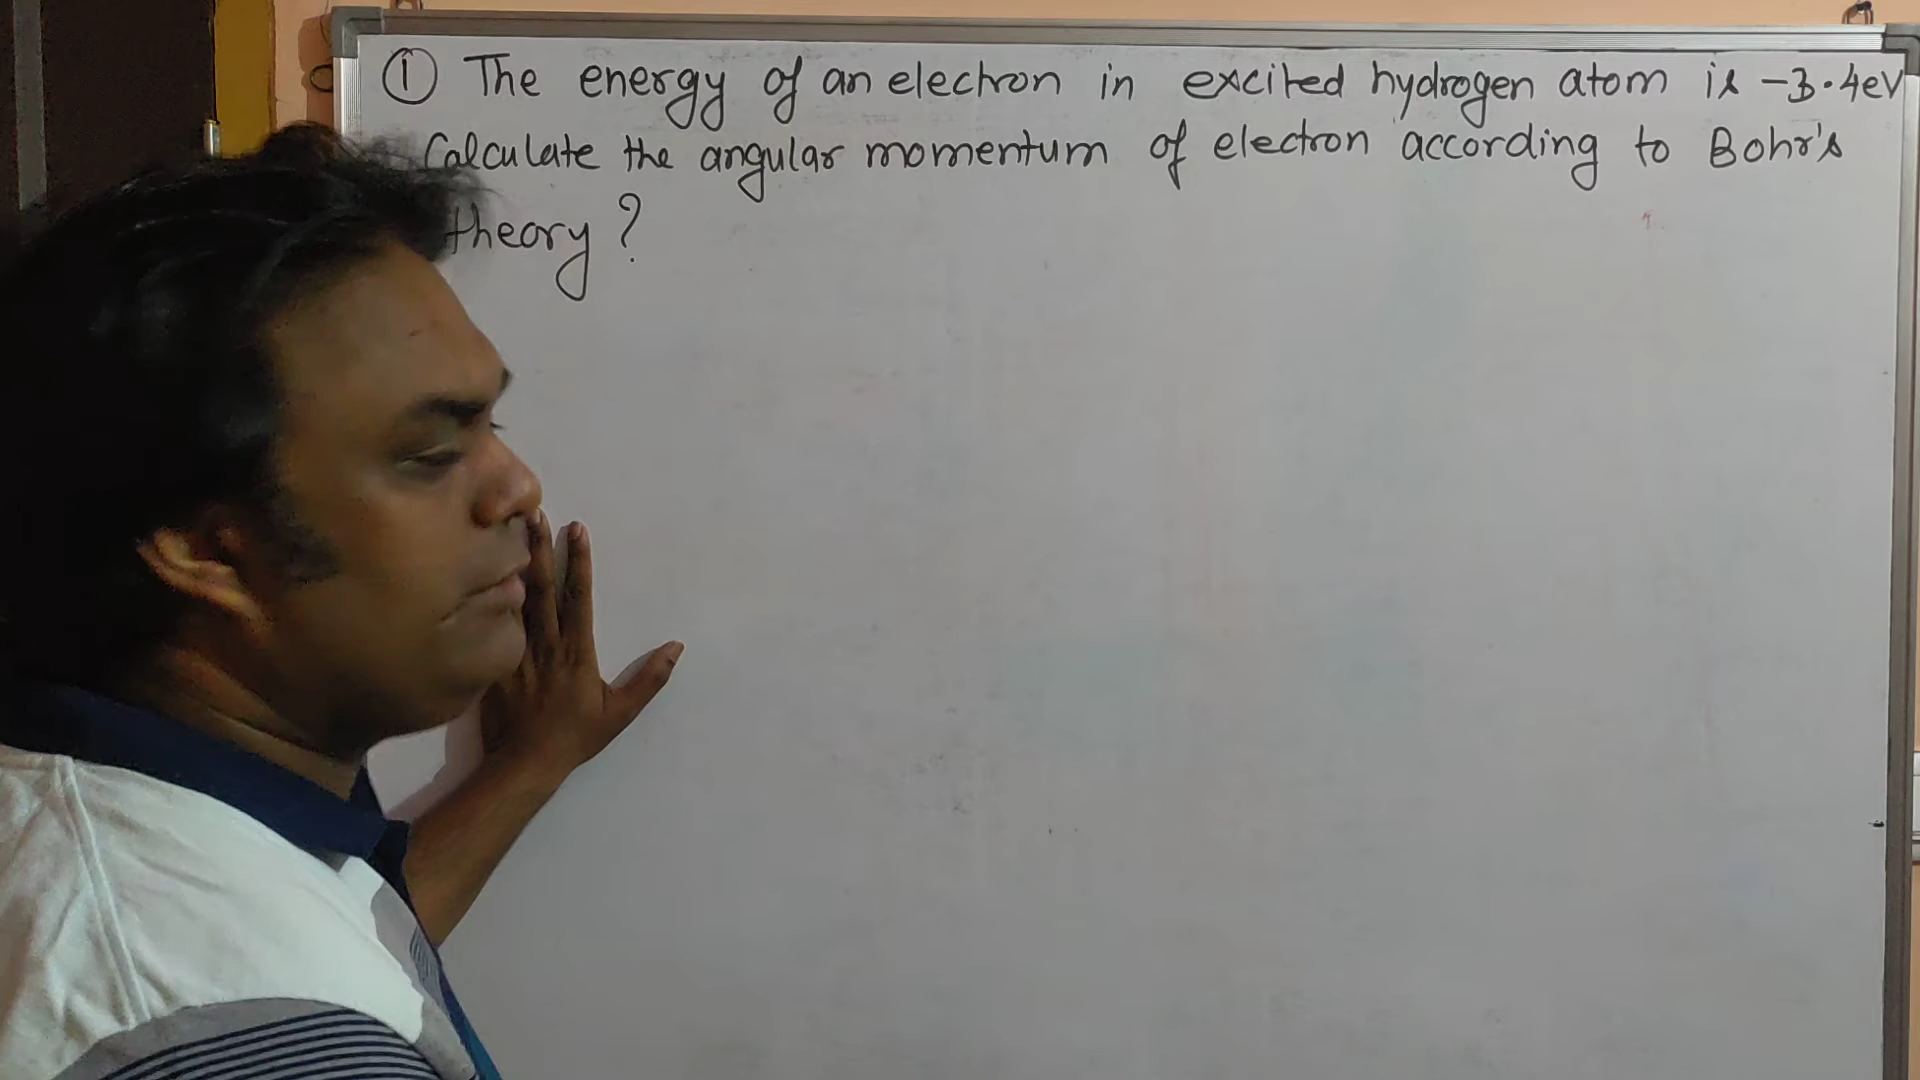 ① The energy of an electron in excited hydrogen atom is -3.4eV
Calculate the angular momentum of electron according to Bohr's
theory ?